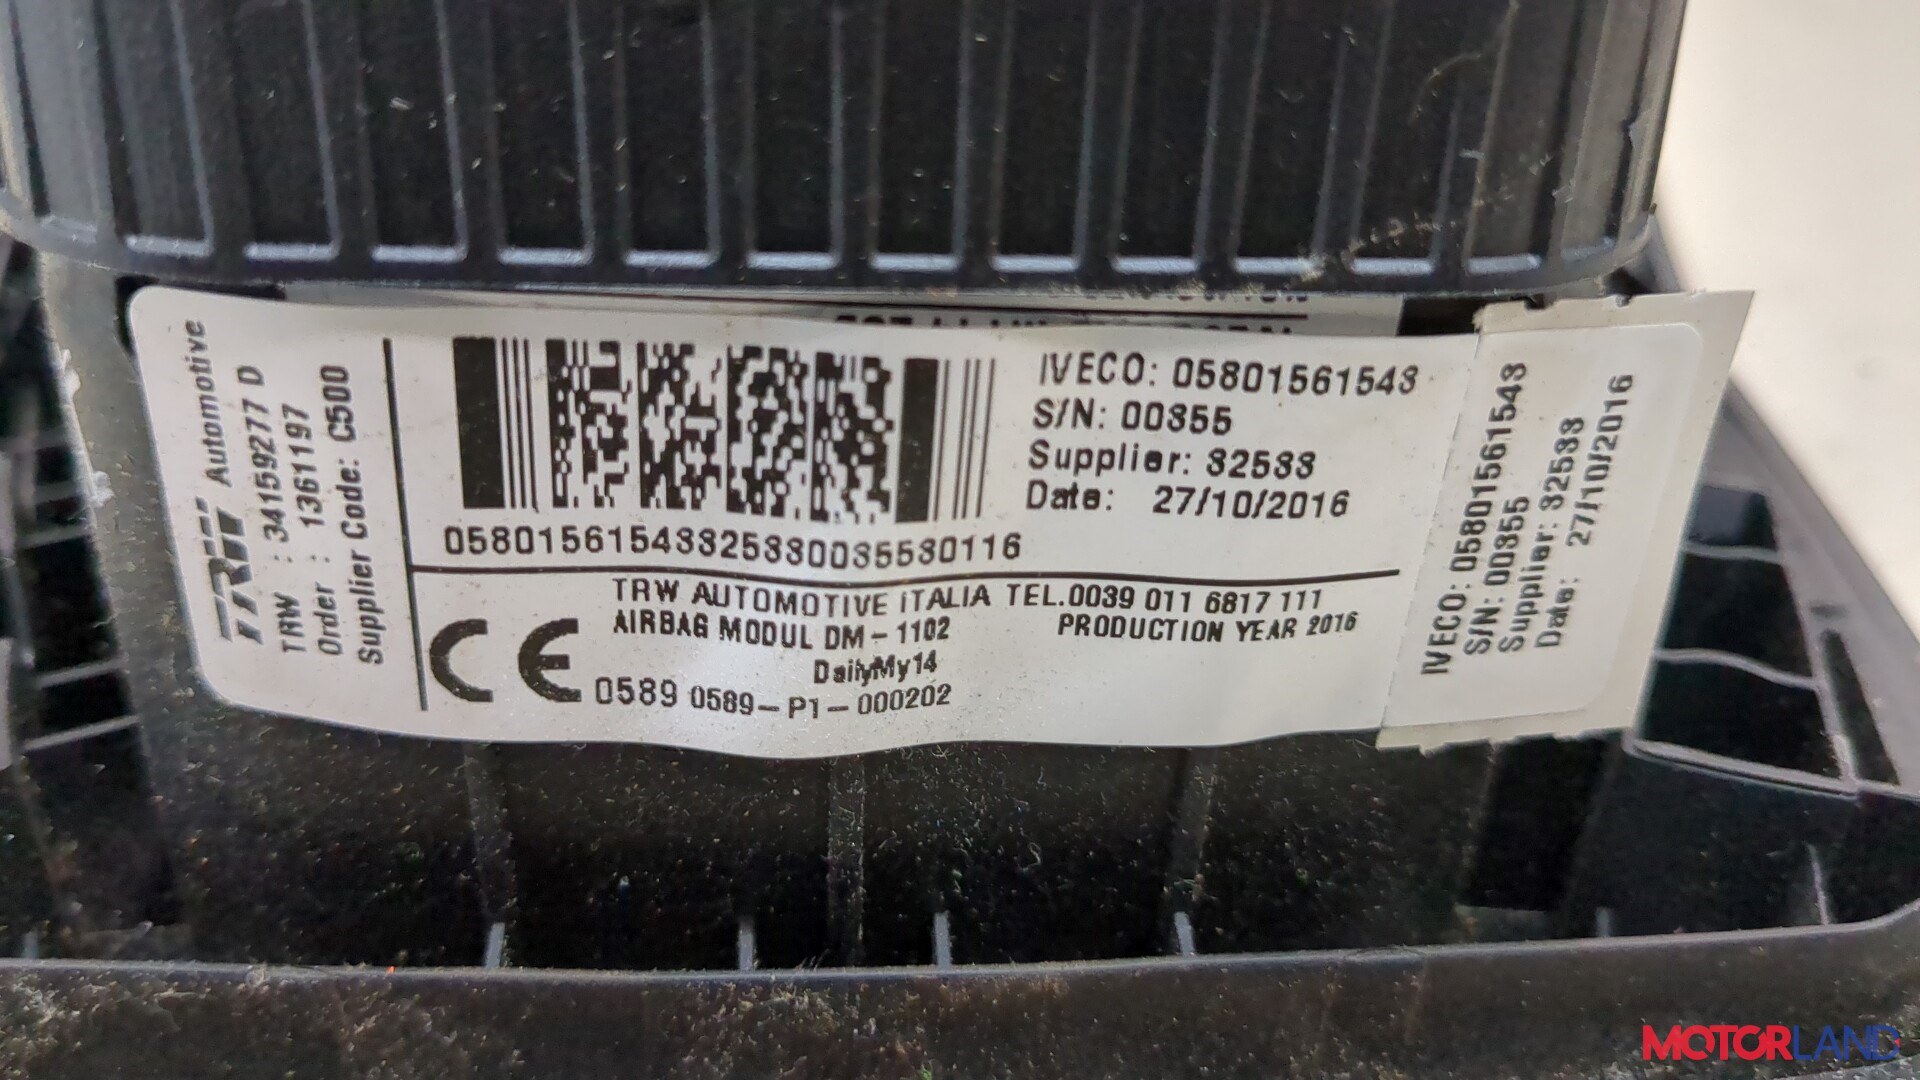 TRW Automotive
TRW : 34159277 D
Order : 1361197
Supplier Code: C500
05801561543325330035530116
IVECO: 05801561543
S/N: 00355
Supplier: 32533
Date: 27/10/2016
TRW AUTOMOTIVE ITALIA TEL.0039 011 6817 111
AIRBAG MODUL DM-1102
PRODUCTION YEAR 2016
DailyMy14
CE 0589 0589-P1-000202
IVECO: 05801561543
S/N: 00355
Supplier: 32533
Date: 27/10/2016
MOTORLAND